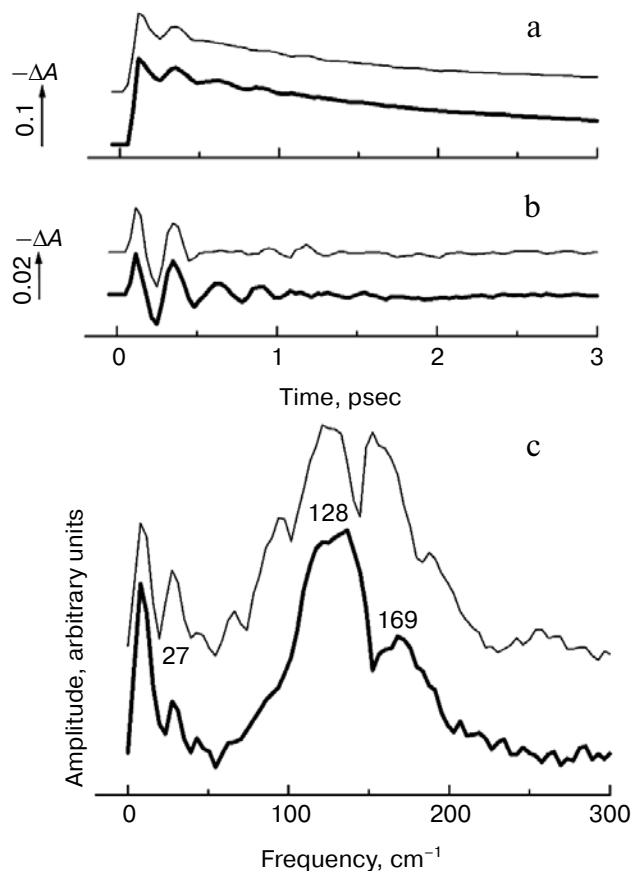 a
−ΔA
0.1
b
−ΔA
0.02
0 1 2 3
Time, psec
c
128
169
27
Amplitude, arbitrary units
0 100 200 300
Frequency, cm⁻¹